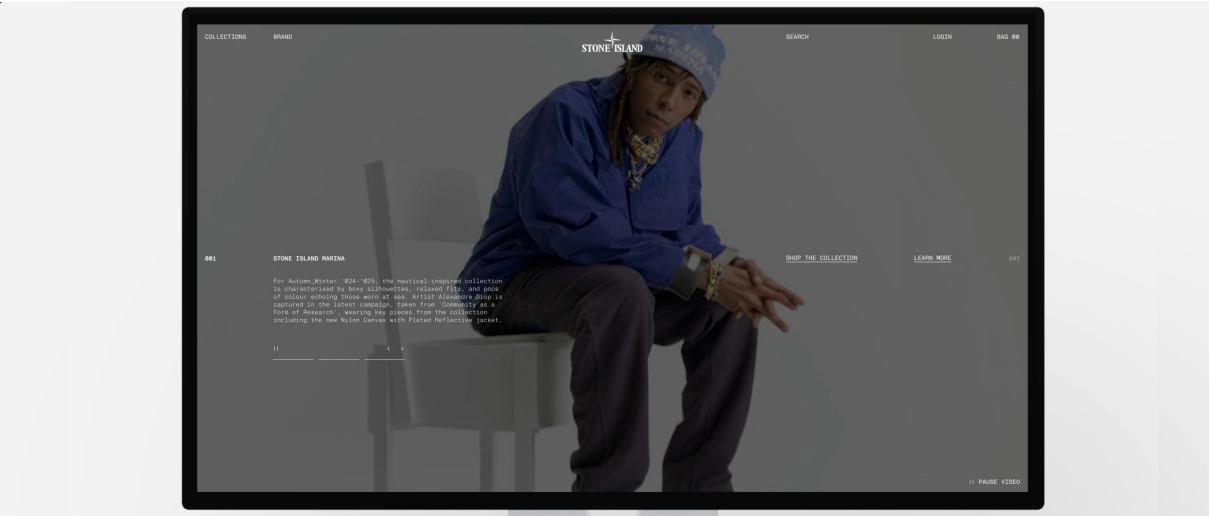 COLLECTIONS BRAND STONE ISLAND SEARCH LOGIN BAG 00
STONE ISLAND
MARINA
001 STONE ISLAND MARINA SHOP THE COLLECTION LEARN MORE 002
For Autumn_Winter '024-'025, the nautical-inspired collection
is characterised by boxy silhouettes, relaxed fits, and pops
of colour echoing those worn at sea. Artist Alexandre Diop is
captured in the latest campaign, taken from 'Community as a
Form of Research', wearing key pieces from the collection
including the new Nylon Canvas with Plated Reflective jacket.
PAUSE VIDEO